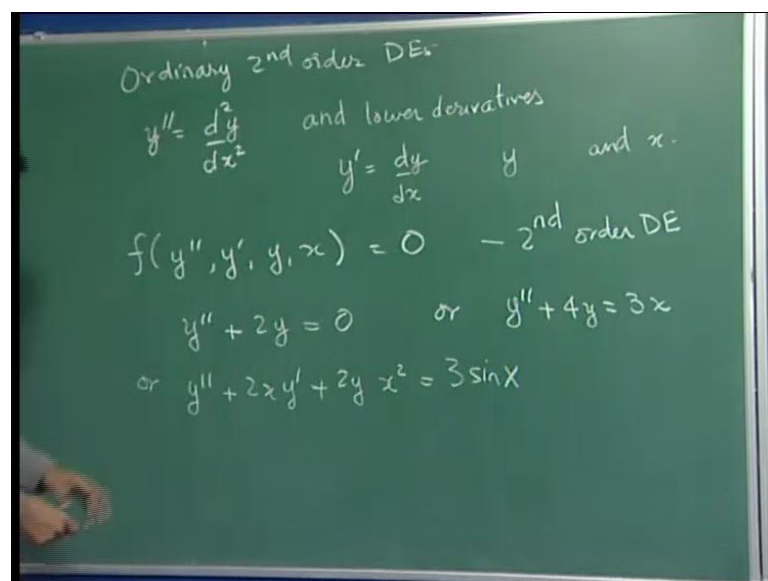 Ordinary 2nd order DEs.
y'' = d²y/dx² and lower derivatives
y' = dy/dx y and x.
f(y'', y', y, x) = 0 – 2nd order DE
y'' + 2y = 0 or y'' + 4y = 3x
or y'' + 2xy' + 2y x² = 3 sin x